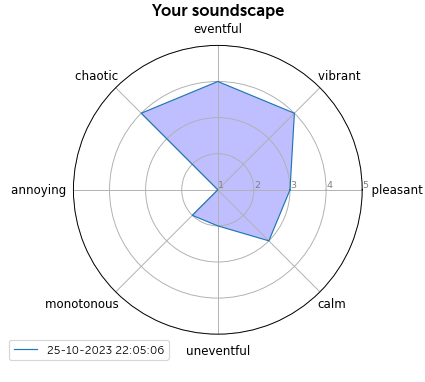 Your soundscape
eventful
chaotic
vibrant
annoying
1 2 3 4 5
pleasant
monotonous
calm
25-10-2023 22:05:06
uneventful